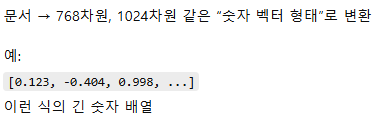 문서 → 768차원, 1024차원 같은 “숫자 벡터 형태”로 변환
예:
[0.123, -0.404, 0.998, ...]
이런 식의 긴 숫자 배열